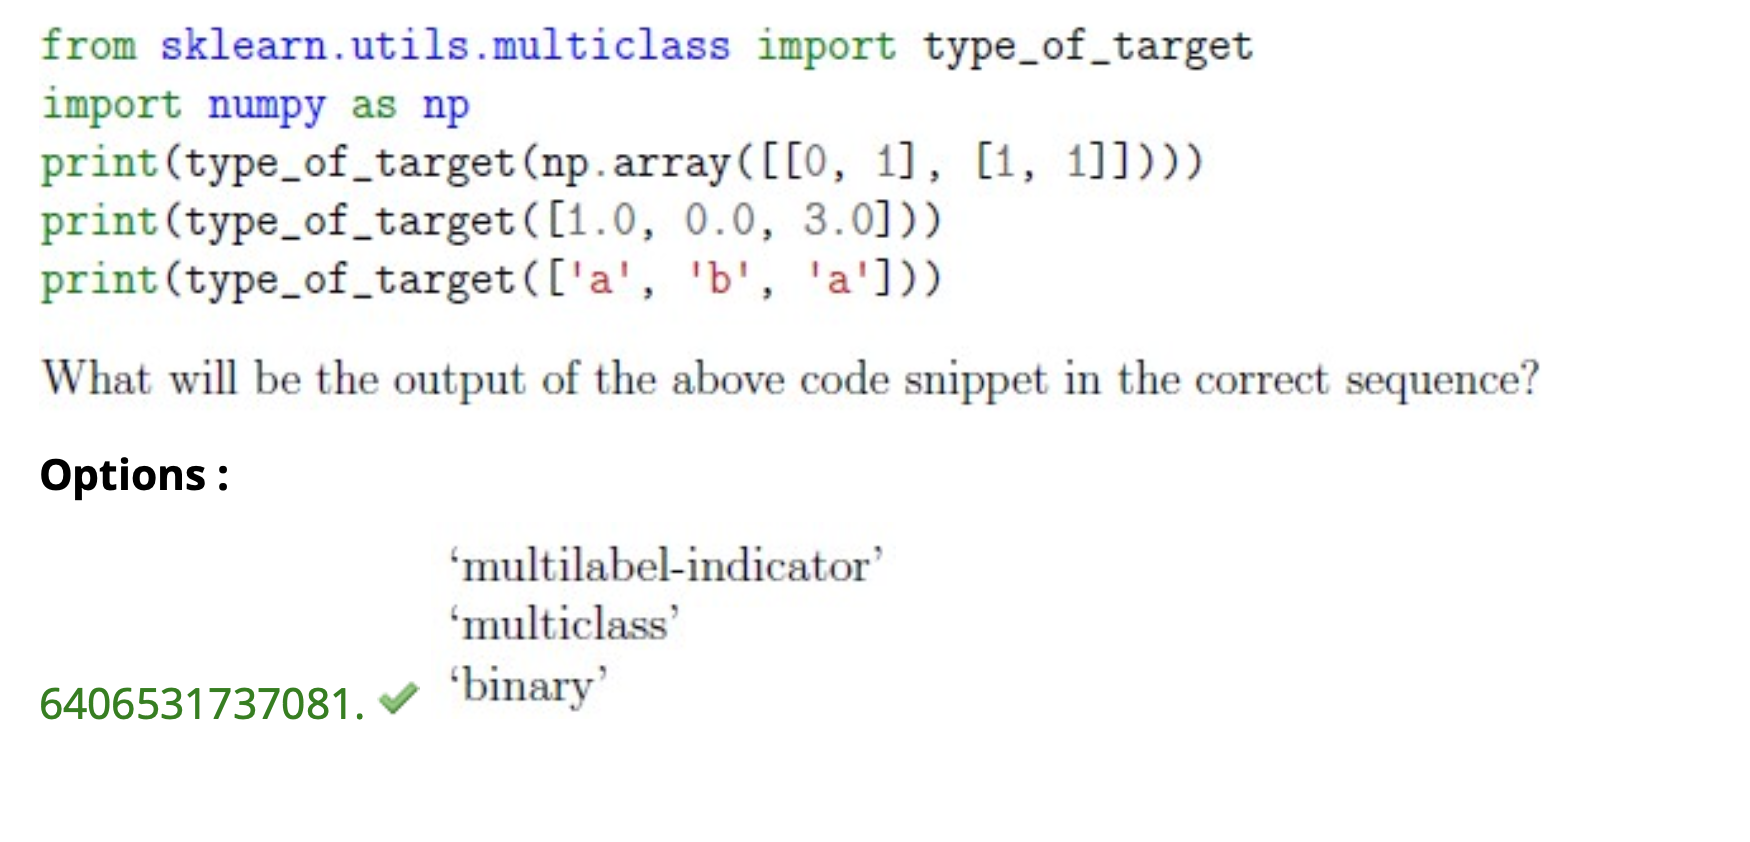 from sklearn.utils.multiclass import type_of_target
import numpy as np
print(type_of_target(np.array([[0, 1], [1, 1]])))
print(type_of_target([1.0, 0.0, 3.0]))
print(type_of_target(['a', 'b', 'a']))
What will be the output of the above code snippet in the correct sequence?
Options :
‘multilabel-indicator’
‘multiclass’
‘binary’
6406531737081.